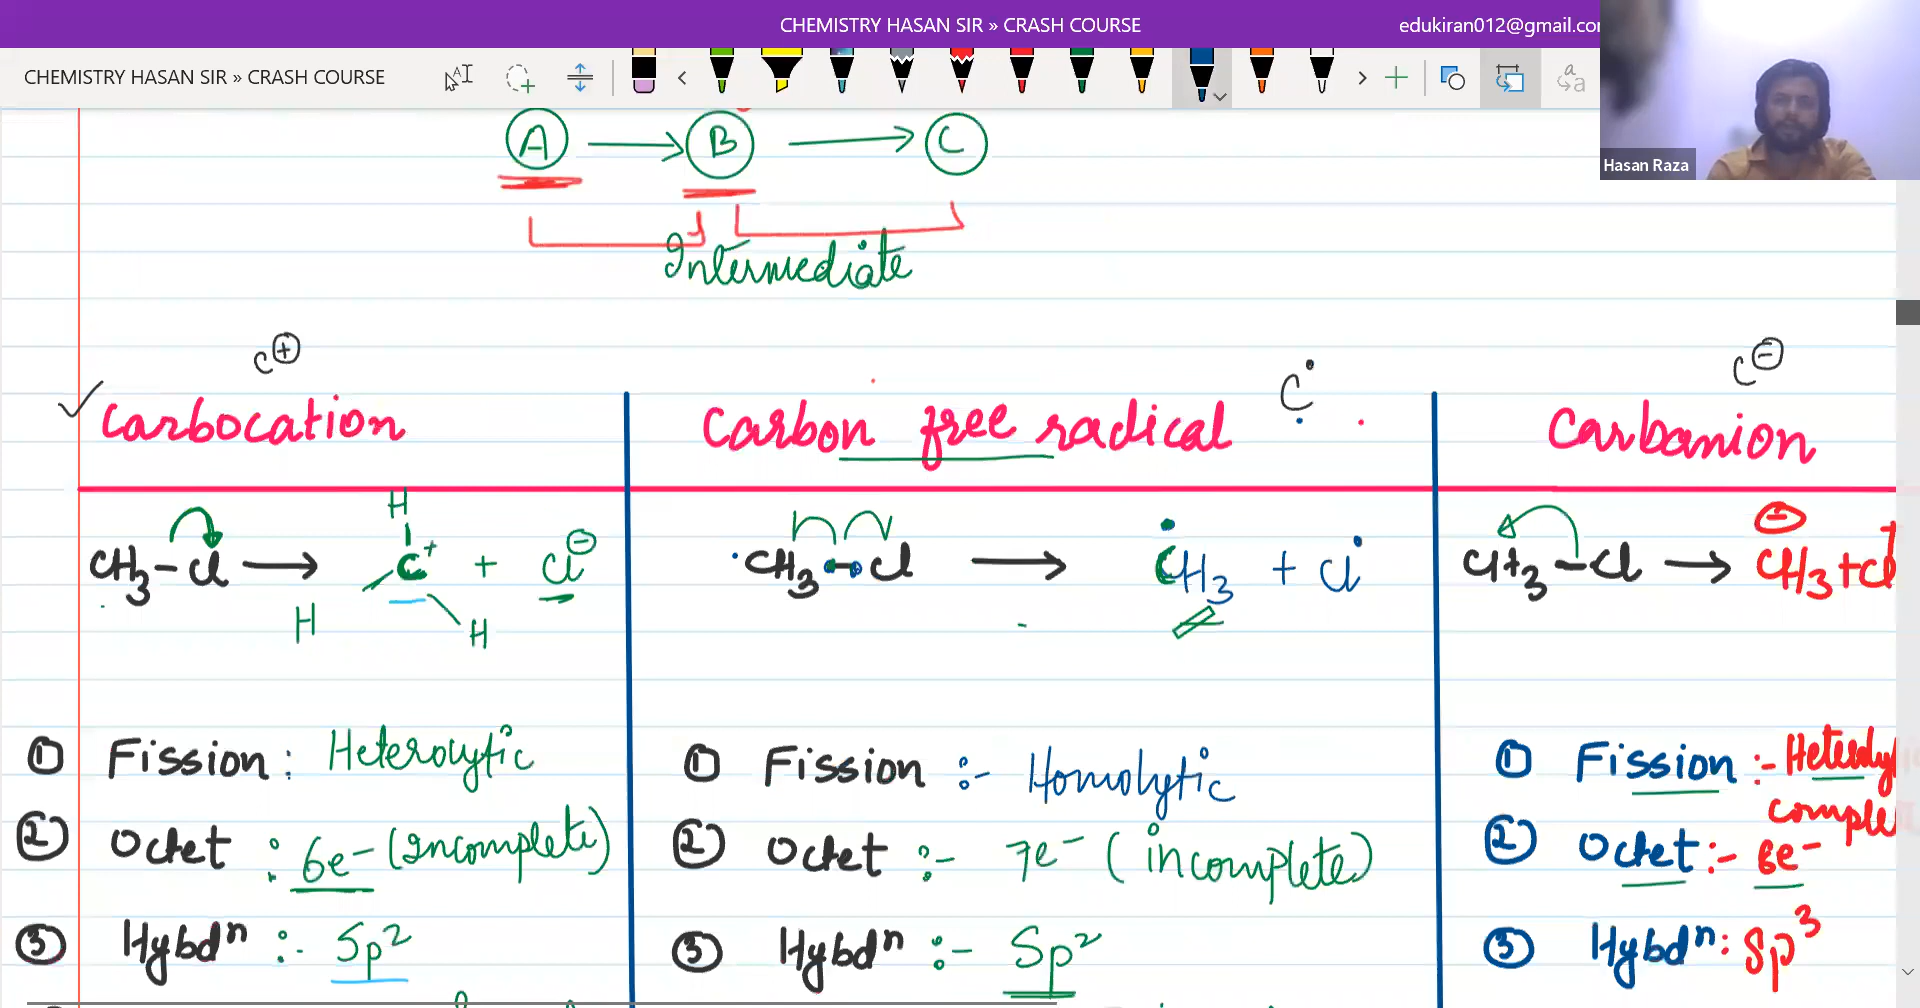 CHEMISTRY HASAN SIR » CRASH COURSE
edukiran012@gmail.co
CHEMISTRY HASAN SIR » CRASH COURSE
Hasan Raza
A → B → C
Intermediate
C⊕
C•
C⊖
✓ Carbocation
Carbon free radical
Carbanion
H
CH3–Cl → C+ + Cl⊖
H
H
•CH3••Cl → •CH3 + Cl•
⊖
CH3–Cl → CH3+Cl
① Fission: Heterolytic
② Octet : 6e– (Incomplete)
③ Hybdⁿ :- Sp²
① Fission :- Homolytic
② Octet :- 7e– (incomplete)
③ Hybdⁿ :- Sp²
① Fission :- Heteroly
comple
② Octet :- 8e–
③ Hybdⁿ : Sp³